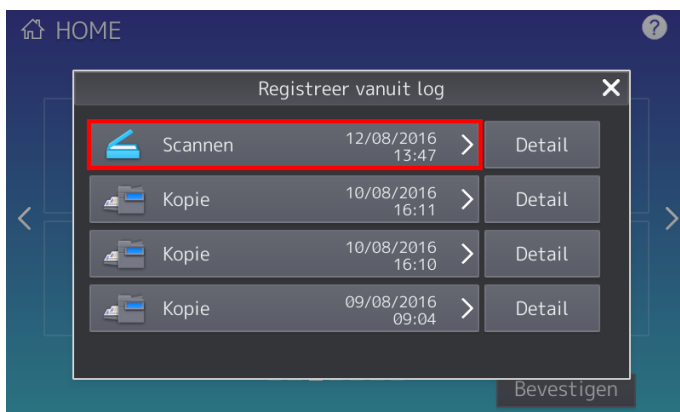 HOME
?
Registreer vanuit log
Scannen 12/08/2016 Detail
13:47
Kopie 10/08/2016 Detail
16:11
Kopie 10/08/2016 Detail
16:10
Kopie 09/08/2016 Detail
09:04
Bevestigen